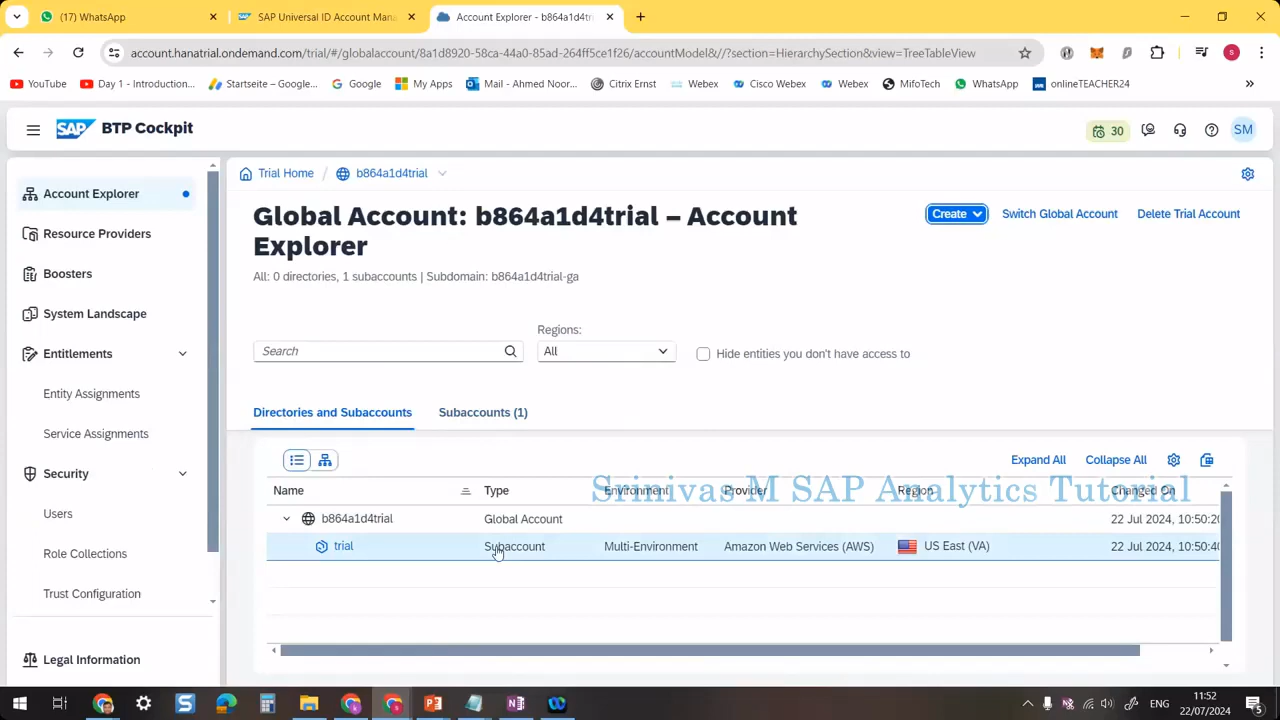 (17) WhatsApp
SAP Universal ID Account Mana
Account Explorer - b864a1d4tri
account.hanatrial.ondemand.com/trial/#/globalaccount/8a1d8920-58ca-44a0-85ad-264ff5ce1f26/accountModel&//?section=HierarchySection&view=TreeTableView
S
YouTube
Day 1 - Introduction...
Startseite – Google...
Google
My Apps
Mail - Ahmed Noor...
Citrix Ernst
Webex
Cisco Webex
Webex
MifoTech
WhatsApp
onlineTEACHER24
SAP BTP Cockpit
30
SM
Account Explorer
Resource Providers
Boosters
System Landscape
Entitlements
Entity Assignments
Service Assignments
Security
Users
Role Collections
Trust Configuration
Legal Information
Trial Home / b864a1d4trial
Global Account: b864a1d4trial – Account
Explorer
Create
Switch Global Account
Delete Trial Account
All: 0 directories, 1 subaccounts | Subdomain: b864a1d4trial-ga
Regions:
Search
All
Hide entities you don't have access to
Directories and Subaccounts
Subaccounts (1)
Expand All
Collapse All
Srinivas M SAP Analytics Tutorial
Name Type Environment Provider Region Changed On
b864a1d4trial Global Account 22 Jul 2024, 10:50:20
trial Subaccount Multi-Environment Amazon Web Services (AWS) US East (VA) 22 Jul 2024, 10:50:40
ENG
11:52
22/07/2024
5